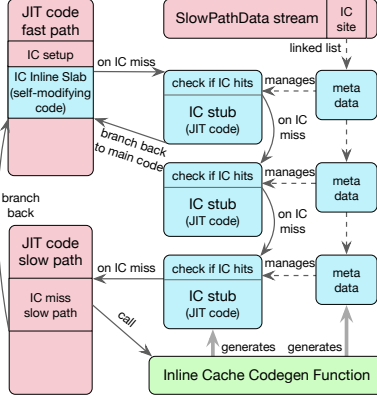 JIT code
fast path
IC setup
IC Inline Slab
(self-modifying
code)
SlowPathData stream
IC
site
linked list
on IC miss
check if IC hits
IC stub
(JIT code)
manages
meta
data
on IC
miss
branch back
to main code
check if IC hits
IC stub
(JIT code)
manages
meta
data
on IC
miss
branch
back
JIT code
slow path
IC miss
slow path
on IC miss
check if IC hits
IC stub
(JIT code)
manages
meta
data
call
generates
generates
Inline Cache Codegen Function